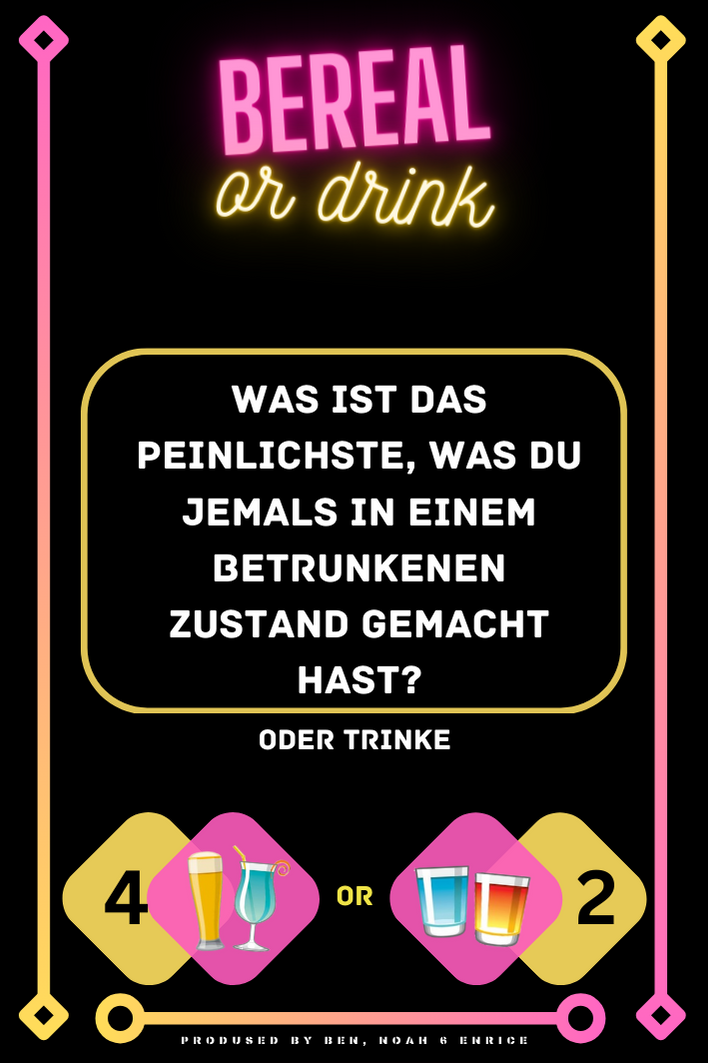 BEREAL
or drink
WAS IST DAS
PEINLICHSTE, WAS DU
JEMALS IN EINEM
BETRUNKENEN
ZUSTAND GEMACHT
HAST?
ODER TRINKE
4 OR 2
PRODUSED BY BEN, NOAH 6 ENRICE